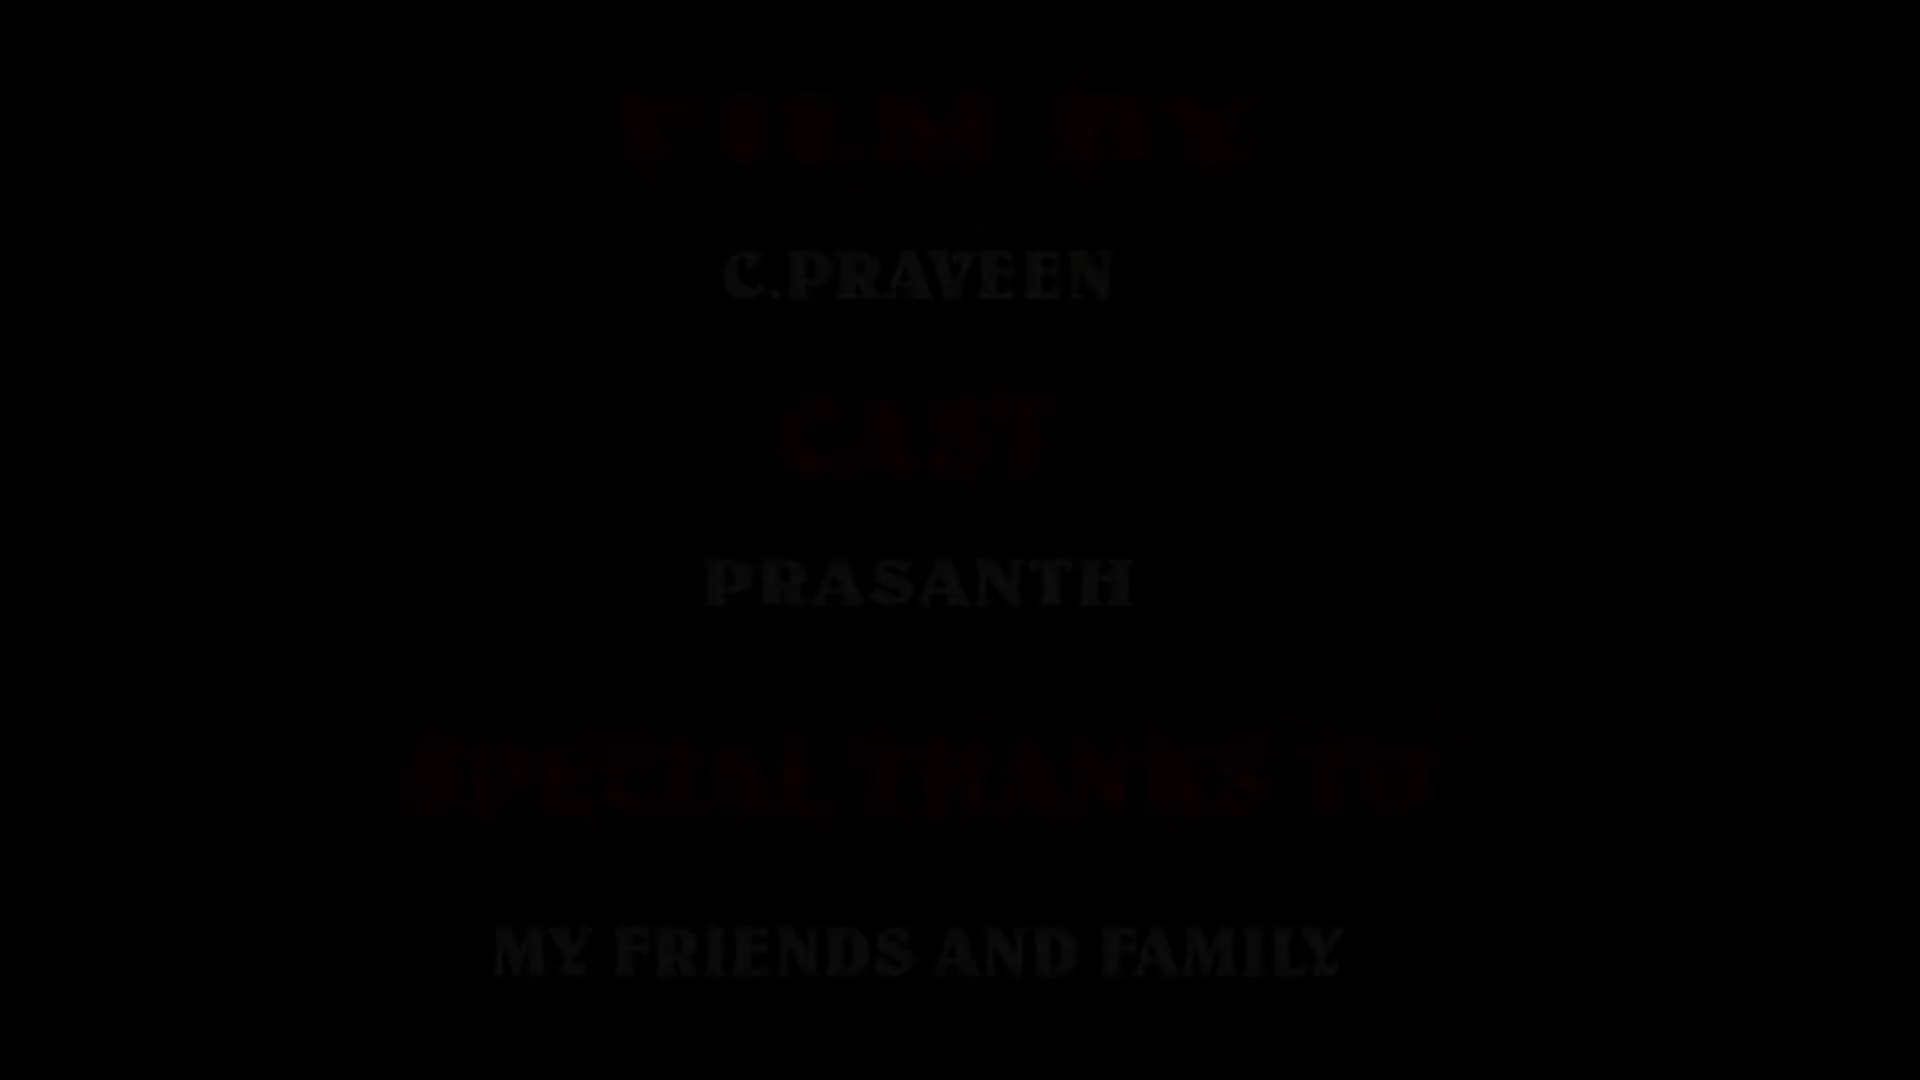 FILM BY
C.PRAVEEN
CAST
PRASANTH
SPECIAL THANKS TO
MY FRIENDS AND FAMILY